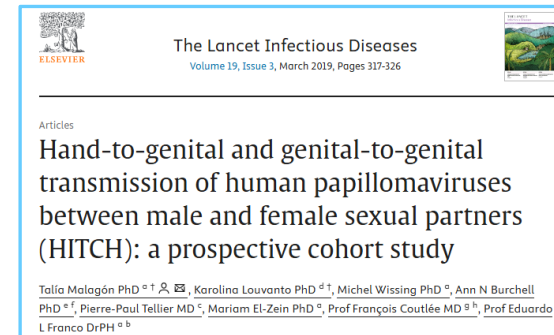 ELSEVIER
The Lancet Infectious Diseases
Volume 19, Issue 3, March 2019, Pages 317-326
Articles
Hand-to-genital and genital-to-genital
transmission of human papillomaviruses
between male and female sexual partners
(HITCH): a prospective cohort study
Talía Malagón PhD ᵃ †, Karolina Louvanto PhD ᵈ †, Michel Wissing PhD ᵃ, Ann N Burchell
PhD ᵉ ᶠ, Pierre-Paul Tellier MD ᶜ, Mariam El-Zein PhD ᵃ, Prof François Coutlée MD ᵍ ʰ, Prof Eduardo
L Franco DrPH ᵃ ᵇ